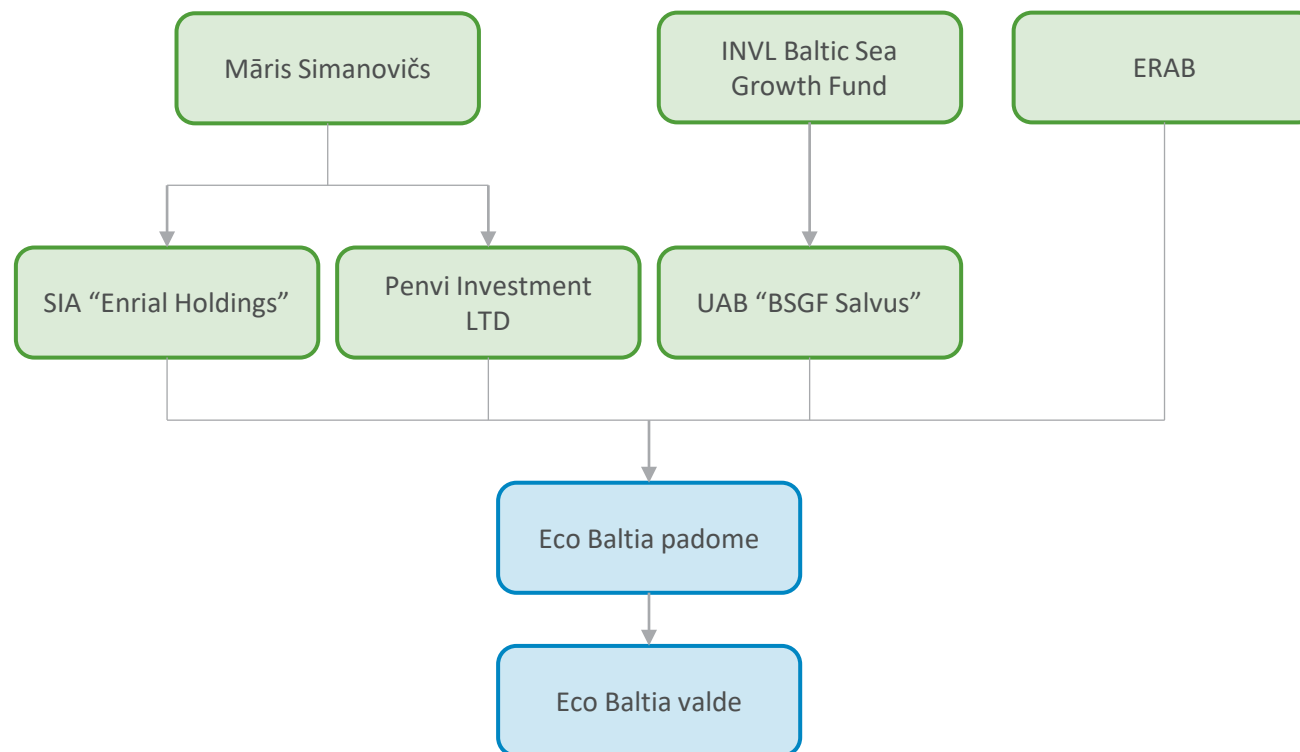 Māris Simanovičs
INVL Baltic Sea
Growth Fund
ERAB
SIA “Enrial Holdings”
Penvi Investment
LTD
UAB “BSGF Salvus”
Eco Baltia padome
Eco Baltia valde